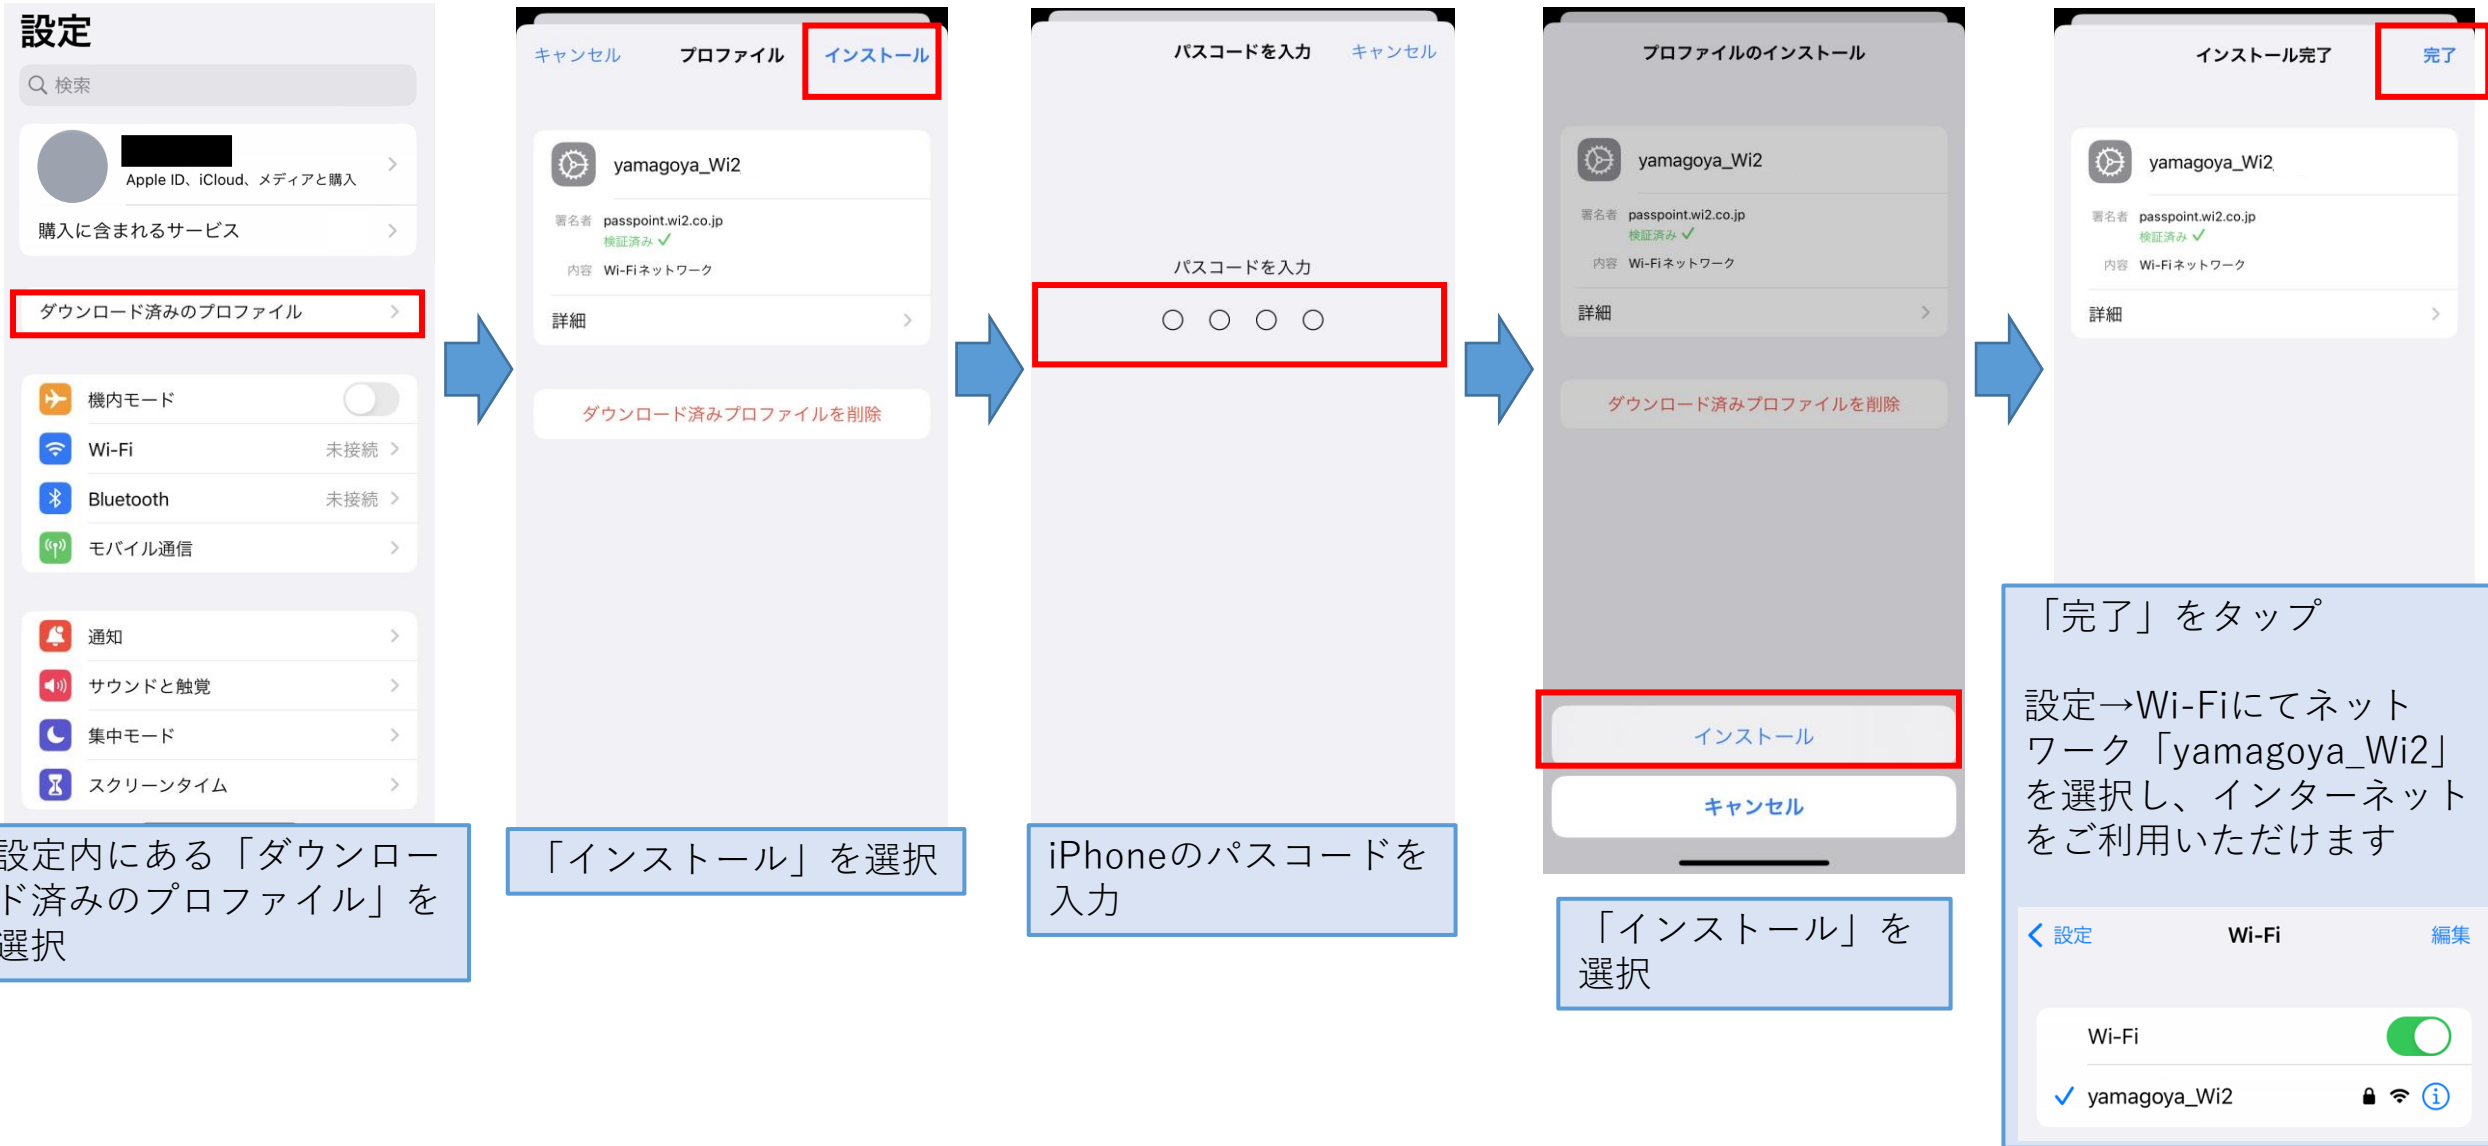 設定
検索
Apple ID、iCloud、メディアと購入
購入に含まれるサービス
ダウンロード済みのプロファイル
機内モード
Wi-Fi 未接続
Bluetooth 未接続
モバイル通信
通知
サウンドと触覚
集中モード
スクリーンタイム
設定内にある「ダウンロー
ド済みのプロファイル」を
選択
キャンセル プロファイル インストール
yamagoya_Wi2
署名者 passpoint.wi2.co.jp
検証済み ✓
内容 Wi-Fiネットワーク
詳細
ダウンロード済みプロファイルを削除
「インストール」を選択
パスコードを入力 キャンセル
パスコードを入力
iPhoneのパスコードを
入力
プロファイルのインストール
yamagoya_Wi2
署名者 passpoint.wi2.co.jp
検証済み ✓
内容 Wi-Fiネットワーク
詳細
ダウンロード済みプロファイルを削除
インストール
キャンセル
「インストール」を
選択
インストール完了 完了
yamagoya_Wi2
署名者 passpoint.wi2.co.jp
検証済み ✓
内容 Wi-Fiネットワーク
詳細
「完了」をタップ
設定→Wi-Fiにてネット
ワーク「yamagoya_Wi2」
を選択し、インターネット
をご利用いただけます
設定 Wi-Fi 編集
Wi-Fi
✓ yamagoya_Wi2